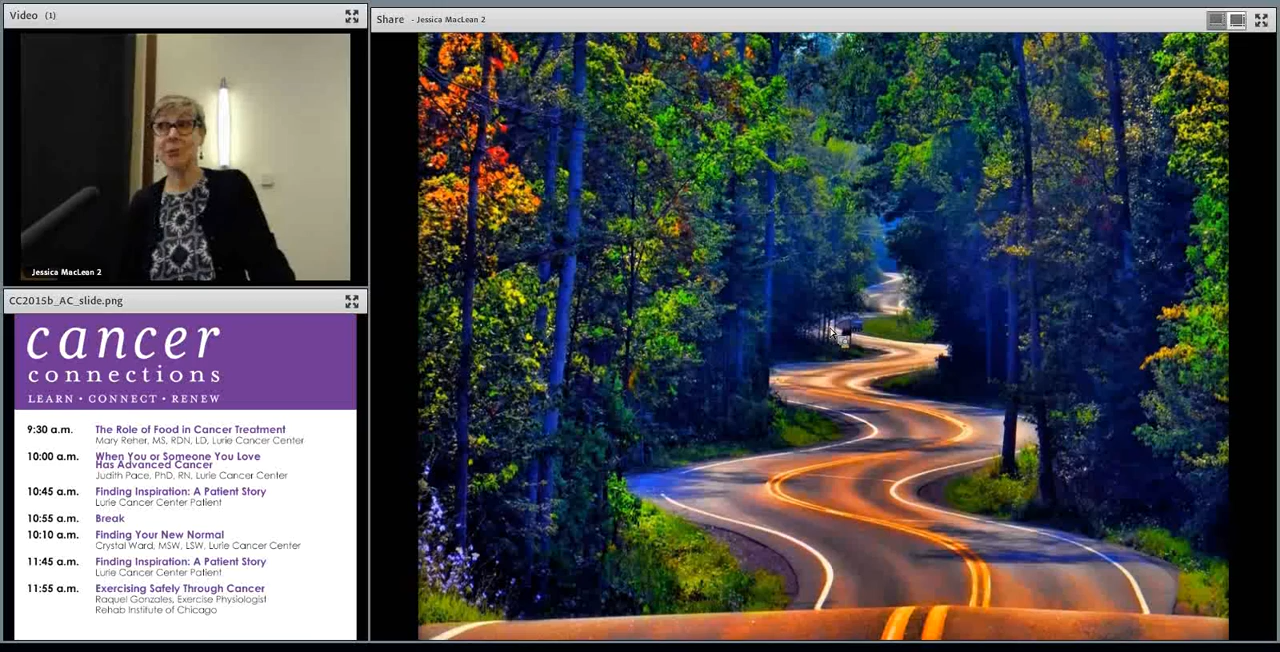 Video (1)
Jessica MacLean 2
CC2015b_AC_slide.png
cancer
connections
LEARN • CONNECT • RENEW
9:30 a.m. The Role of Food in Cancer Treatment
Mary Reher, MS, RDN, LD, Lurie Cancer Center
10:00 a.m. When You or Someone You Love
Has Advanced Cancer
Judith Pace, PhD, RN, Lurie Cancer Center
10:45 a.m. Finding Inspiration: A Patient Story
Lurie Cancer Center Patient
10:55 a.m. Break
10:10 a.m. Finding Your New Normal
Crystal Ward, MSW, LSW, Lurie Cancer Center
11:45 a.m. Finding Inspiration: A Patient Story
Lurie Cancer Center Patient
11:55 a.m. Exercising Safely Through Cancer
Raquel Gonzales, Exercise Physiologist
Rehab Institute of Chicago
Share - Jessica MacLean 2